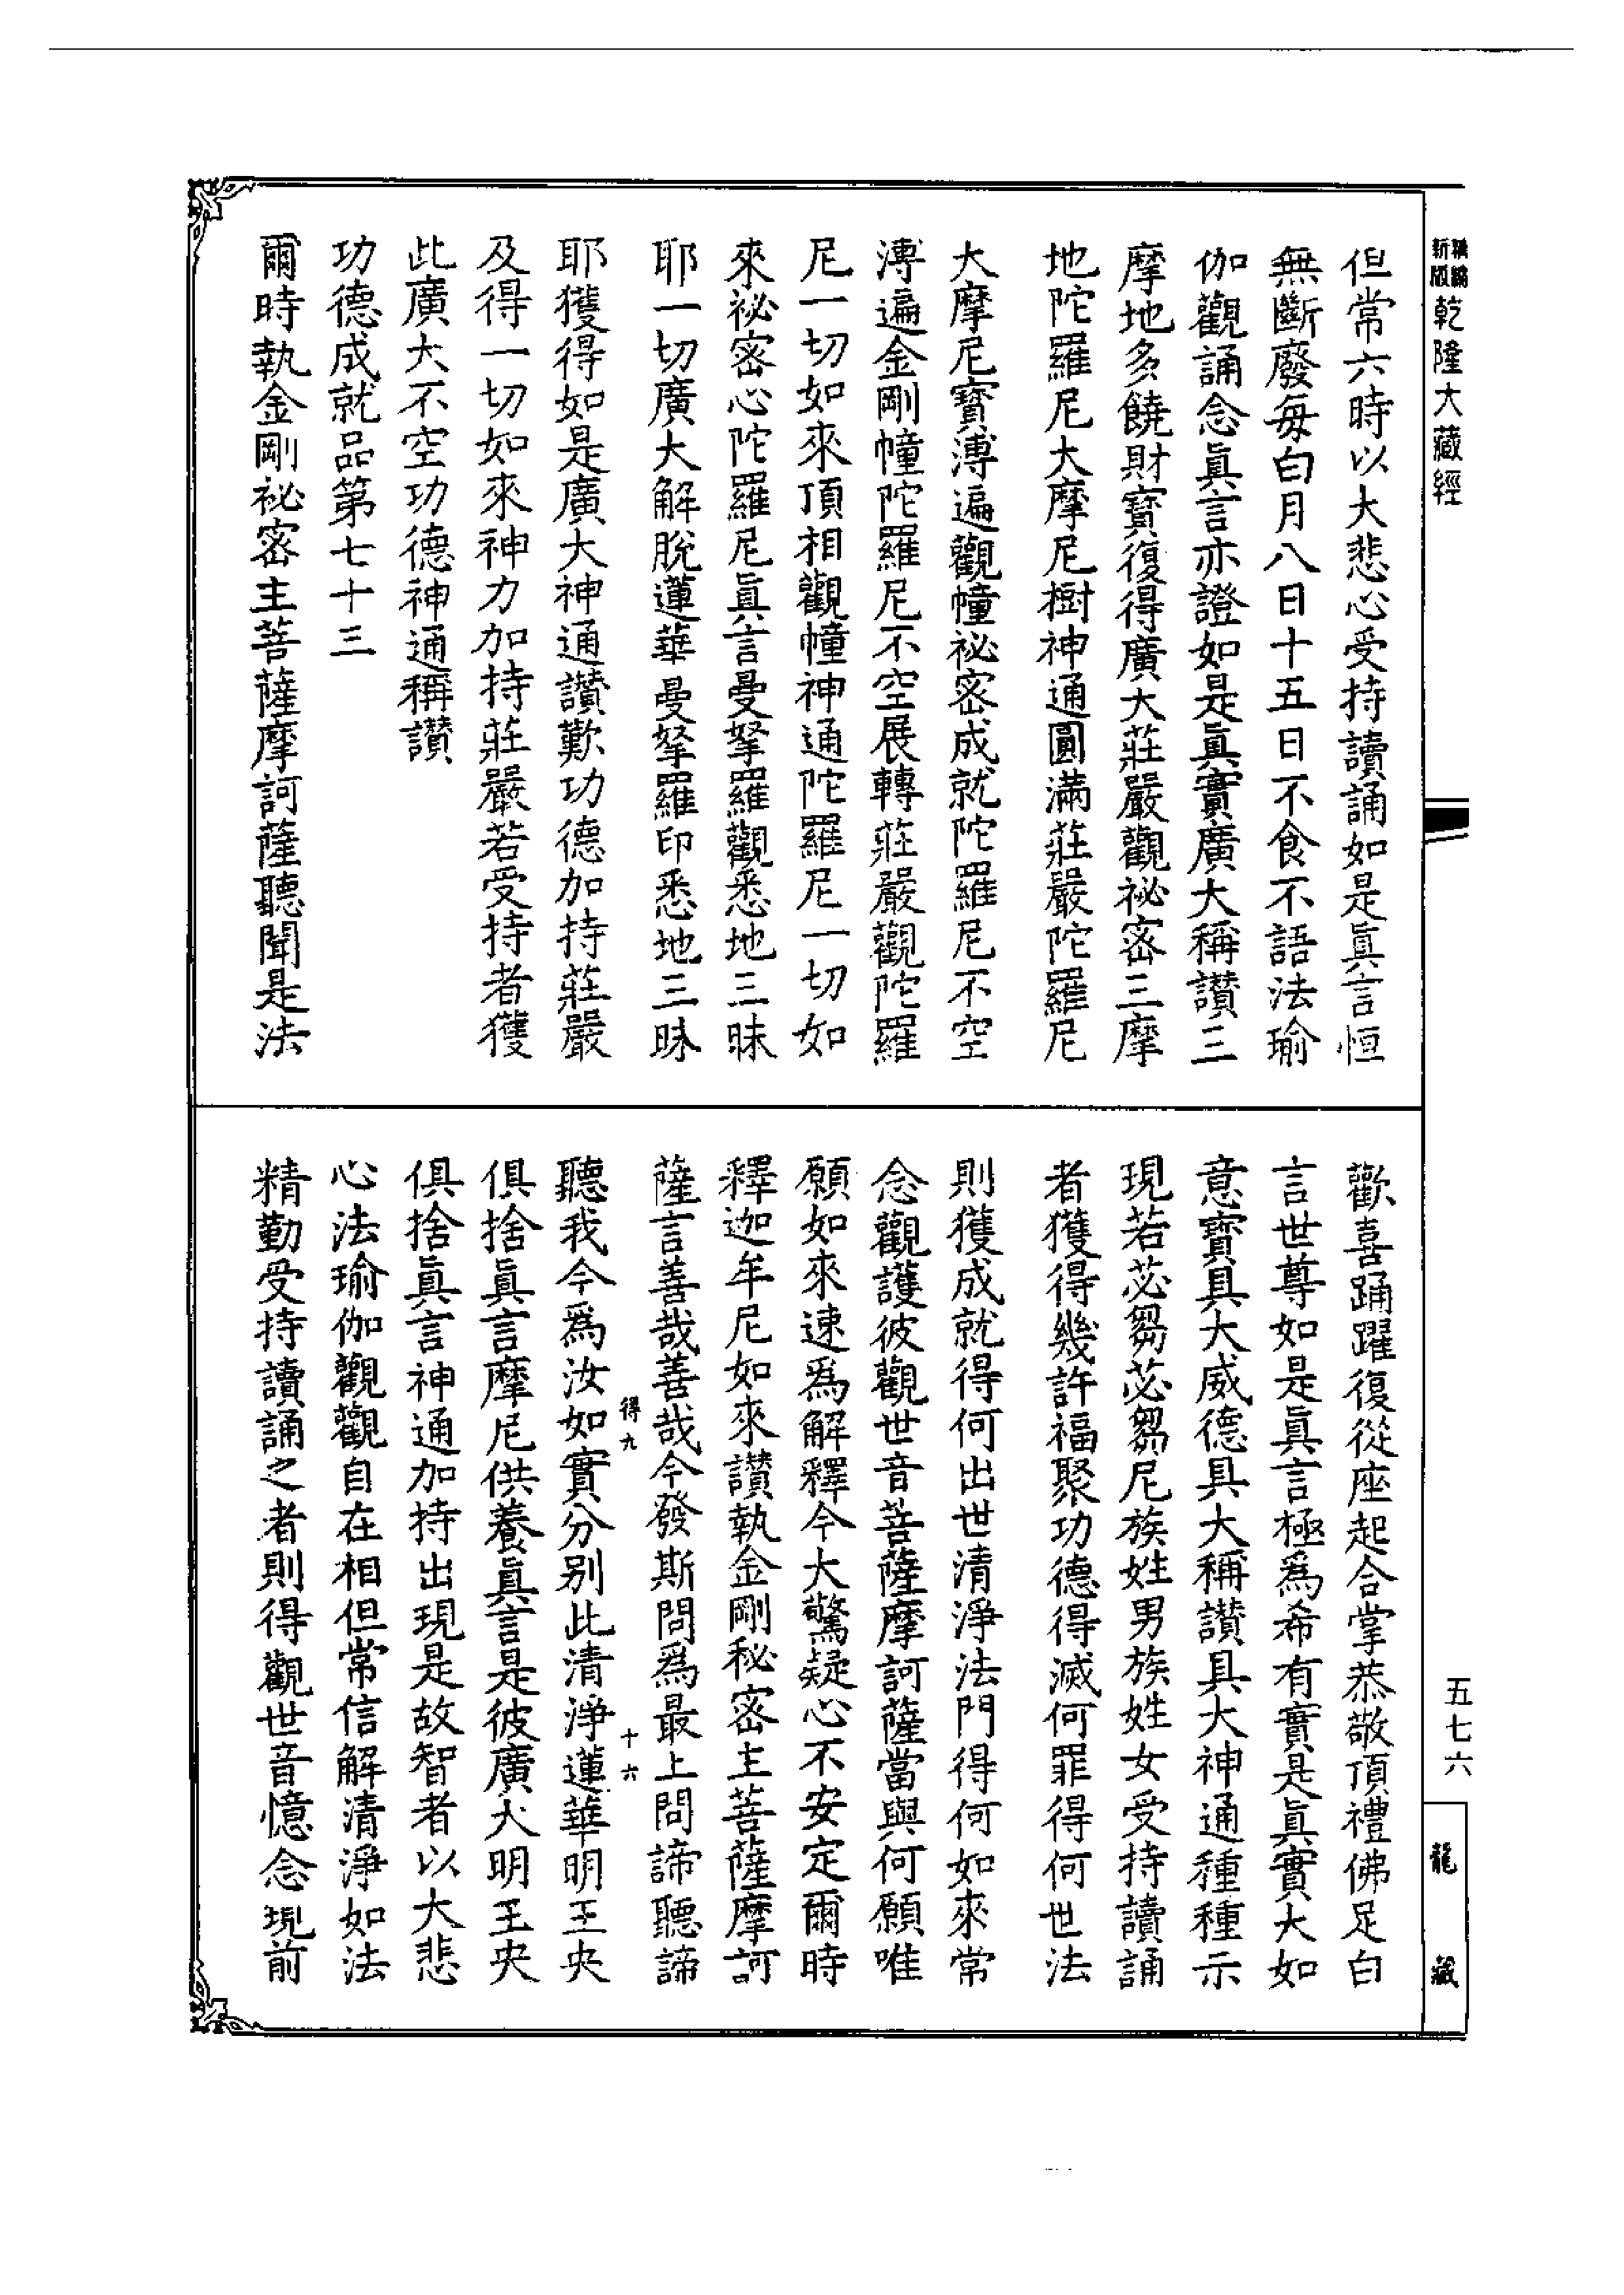 新編
新版
乾隆大藏經
但常六時以大悲心受持讀誦如是眞言恒
無斷廢每白月八日十五日不食不語法瑜
伽觀誦念眞言亦證如是眞實廣大稱讚三
摩地多饒財寶復得廣大莊嚴觀祕密三摩
地陀羅尼大摩尼樹神通圓滿莊嚴陀羅尼
大摩尼寶溥遍觀幢祕密成就陀羅尼不空
溥遍金剛幢陀羅尼不空展轉莊嚴觀陀羅
尼一切如來頂相觀幢神通陀羅尼一切如
來祕密心陀羅尼眞言曼拏羅觀悉地三昧
耶一切廣大解脫蓮華曼拏羅印悉地三昧
耶獲得如是廣大神通讚歎功德加持莊嚴
及得一切如來神力加持莊嚴若受持者獲
此廣大不空功德神通稱讚
功德成就品第七十三
爾時執金剛祕密主菩薩摩訶薩聽聞是法
歡喜踊躍復從座起合掌恭敬頂禮佛足白
言世尊如是眞言極爲希有實是眞實大如
意寶具大威德具大稱讚具大神通種種示
現若苾芻苾芻尼族姓男族姓女受持讀誦
者獲得幾許福聚功德得滅何罪得何世法
則獲成就得何出世清淨法門得何如來常
念觀護彼觀世音菩薩摩訶薩當與何願唯
願如來速爲解釋今大驚疑心不安定爾時
釋迦牟尼如來讚執金剛秘密主菩薩摩訶
薩言善哉善哉今發斯問爲最上問諦聽諦
得九
十六
聽我今爲汝如實分別此清淨蓮華明王央
俱捨眞言摩尼供養眞言是彼廣大明王央
俱捨眞言神通加持出現是故智者以大悲
心法瑜伽觀觀自在相但常信解清淨如法
精勤受持讀誦之者則得觀世音憶念現前
五七六
龍
藏